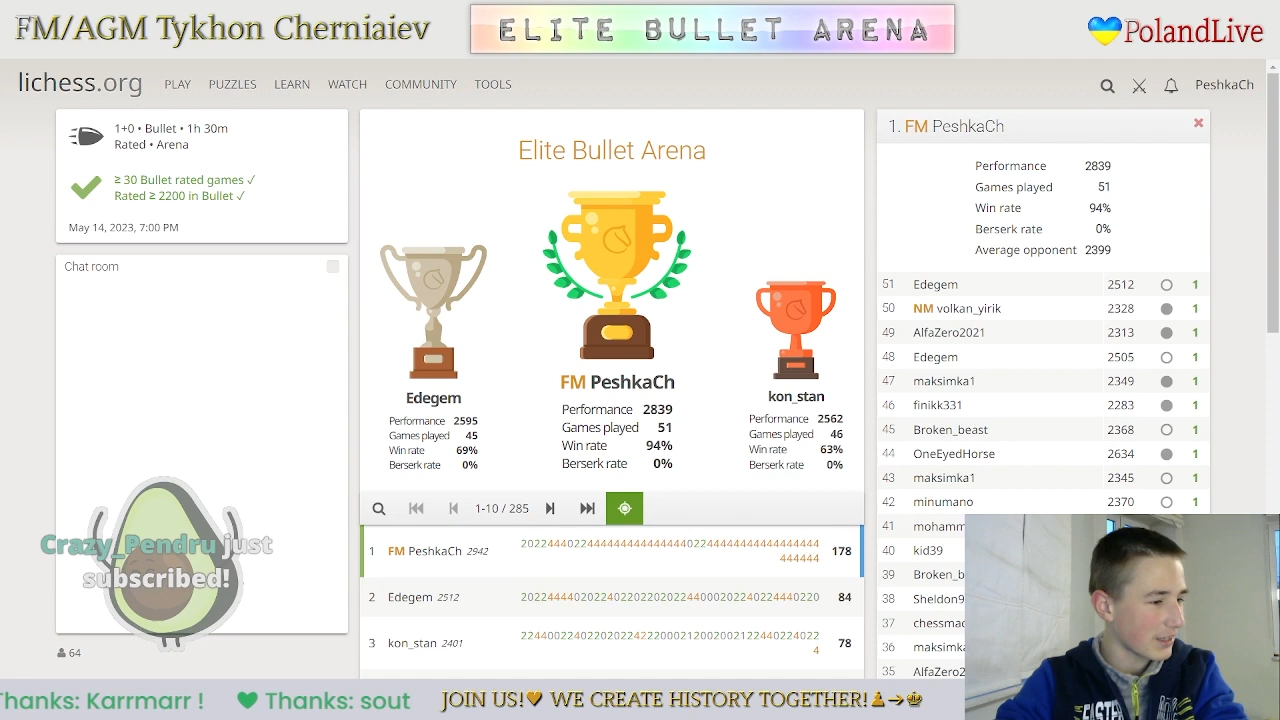 FM/AGM Tykhon Cherniaiev
ELITE BULLET ARENA
PolandLive
lichess.org
PLAY PUZZLES LEARN WATCH COMMUNITY TOOLS
PeshkaCh
1+0 • Bullet • 1h 30m
Rated • Arena
≥ 30 Bullet rated games ✓
Rated ≥ 2200 in Bullet ✓
May 14, 2023, 7:00 PM
Chat room
Crazy_Pendru just
subscribed!
64
Elite Bullet Arena
Edegem
Performance 2595
Games played 45
Win rate 69%
Berserk rate 0%
FM PeshkaCh
Performance 2839
Games played 51
Win rate 94%
Berserk rate 0%
kon_stan
Performance 2562
Games played 46
Win rate 63%
Berserk rate 0%
1-10 / 285
1 FM PeshkaCh 2942 178
2 Edegem 2512 84
3 kon_stan 2401 78
1. FM PeshkaCh
Performance 2839
Games played 51
Win rate 94%
Berserk rate 0%
Average opponent 2399
51 Edegem 2512 1
50 NM volkan_yirik 2328 1
49 AlfaZero2021 2313 1
48 Edegem 2505 1
47 maksimka1 2349 1
46 finikk331 2283 1
45 Broken_beast 2368 1
44 OneEyedHorse 2634 1
43 maksimka1 2345 1
42 minumano 2370 1
41 mohamm
40 kid39
39 Broken_b
38 Sheldon9
37 chessmac
36 maksimka
35 AlfaZero2
Thanks: Karrmarr ! Thanks: sout
JOIN US! WE CREATE HISTORY TOGETHER!